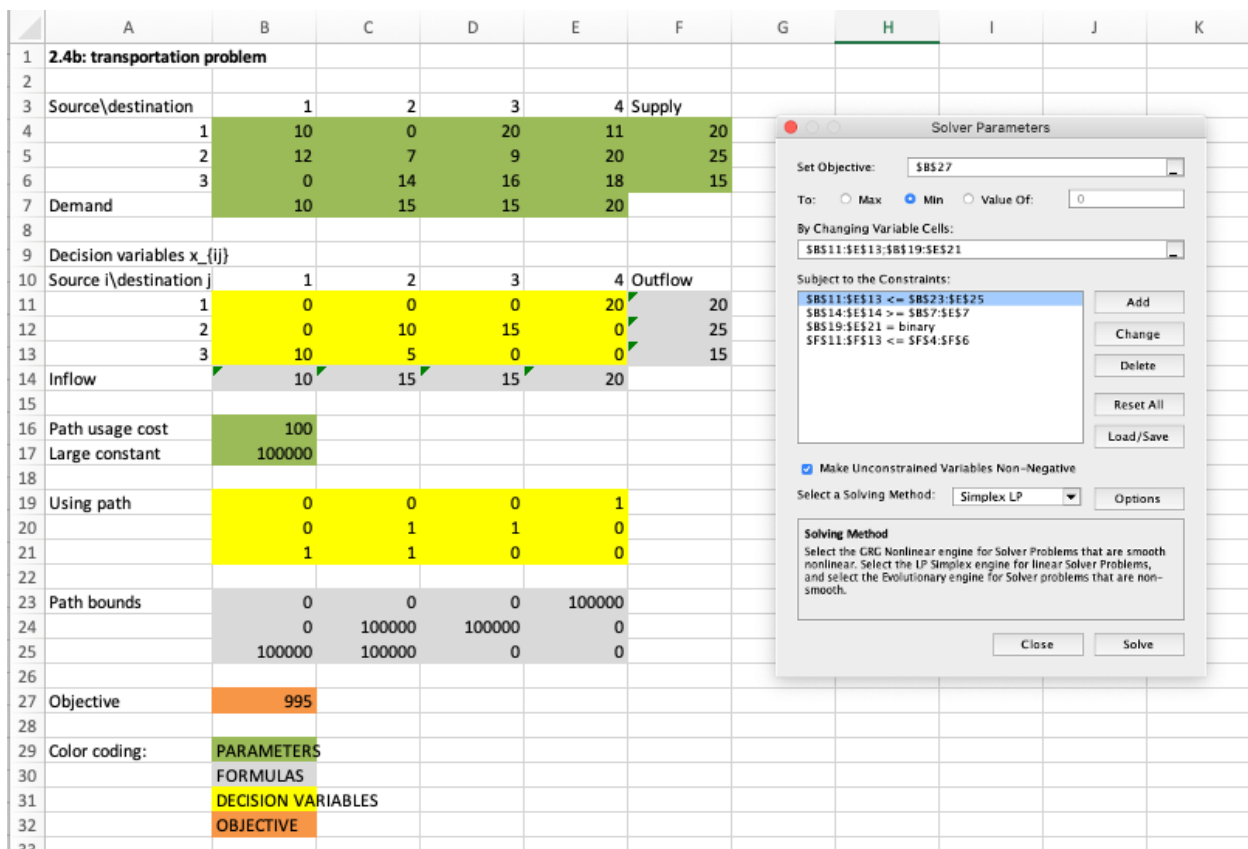 A B C D E F G H I J K
1 2.4b: transportation problem
2
3 Source\destination 1 2 3 4 Supply
4 1 10 0 20 11 20
5 2 12 7 9 20 25
6 3 0 14 16 18 15
7 Demand 10 15 15 20
8
9 Decision variables x_{ij}
10 Source i\destination j 1 2 3 4 Outflow
11 1 0 0 0 20 20
12 2 0 10 15 0 25
13 3 10 5 0 0 15
14 Inflow 10 15 15 20
15
16 Path usage cost 100
17 Large constant 100000
18
19 Using path 0 0 0 1
20 0 1 1 0
21 1 1 0 0
22
23 Path bounds 0 0 0 100000
24 0 100000 100000 0
25 100000 100000 0 0
26
27 Objective 995
28
29 Color coding: PARAMETERS
30 FORMULAS
31 DECISION VARIABLES
32 OBJECTIVE
33
Solver Parameters
Set Objective: $B$27
To: Max Min Value Of: 0
By Changing Variable Cells:
$B$11:$E$13;$B$19:$E$21
Subject to the Constraints:
$B$11:$E$13 <= $B$23:$E$25
$B$14:$E$14 >= $B$7:$E$7
$B$19:$E$21 = binary
$F$11:$F$13 <= $F$4:$F$6
Add
Change
Delete
Reset All
Load/Save
Make Unconstrained Variables Non-Negative
Select a Solving Method: Simplex LP Options
Solving Method
Select the GRG Nonlinear engine for Solver Problems that are smooth
nonlinear. Select the LP Simplex engine for linear Solver Problems,
and select the Evolutionary engine for Solver problems that are non-
smooth.
Close Solve